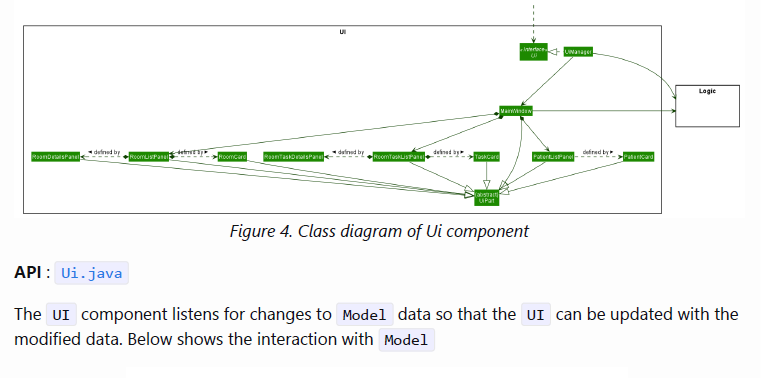 UI
«interface»
Ui
UiManager
Logic
MainWindow
defined by
defined by
defined by
defined by
defined by
RoomDetailsPanel
RoomListPanel
RoomCard
RoomTaskDetailsPanel
RoomTaskListPanel
TaskCard
PatientListPanel
PatientCard
{abstract}
UiPart
Figure 4. Class diagram of Ui component
API : Ui.java
The UI component listens for changes to Model data so that the UI can be updated with the
modified data. Below shows the interaction with Model